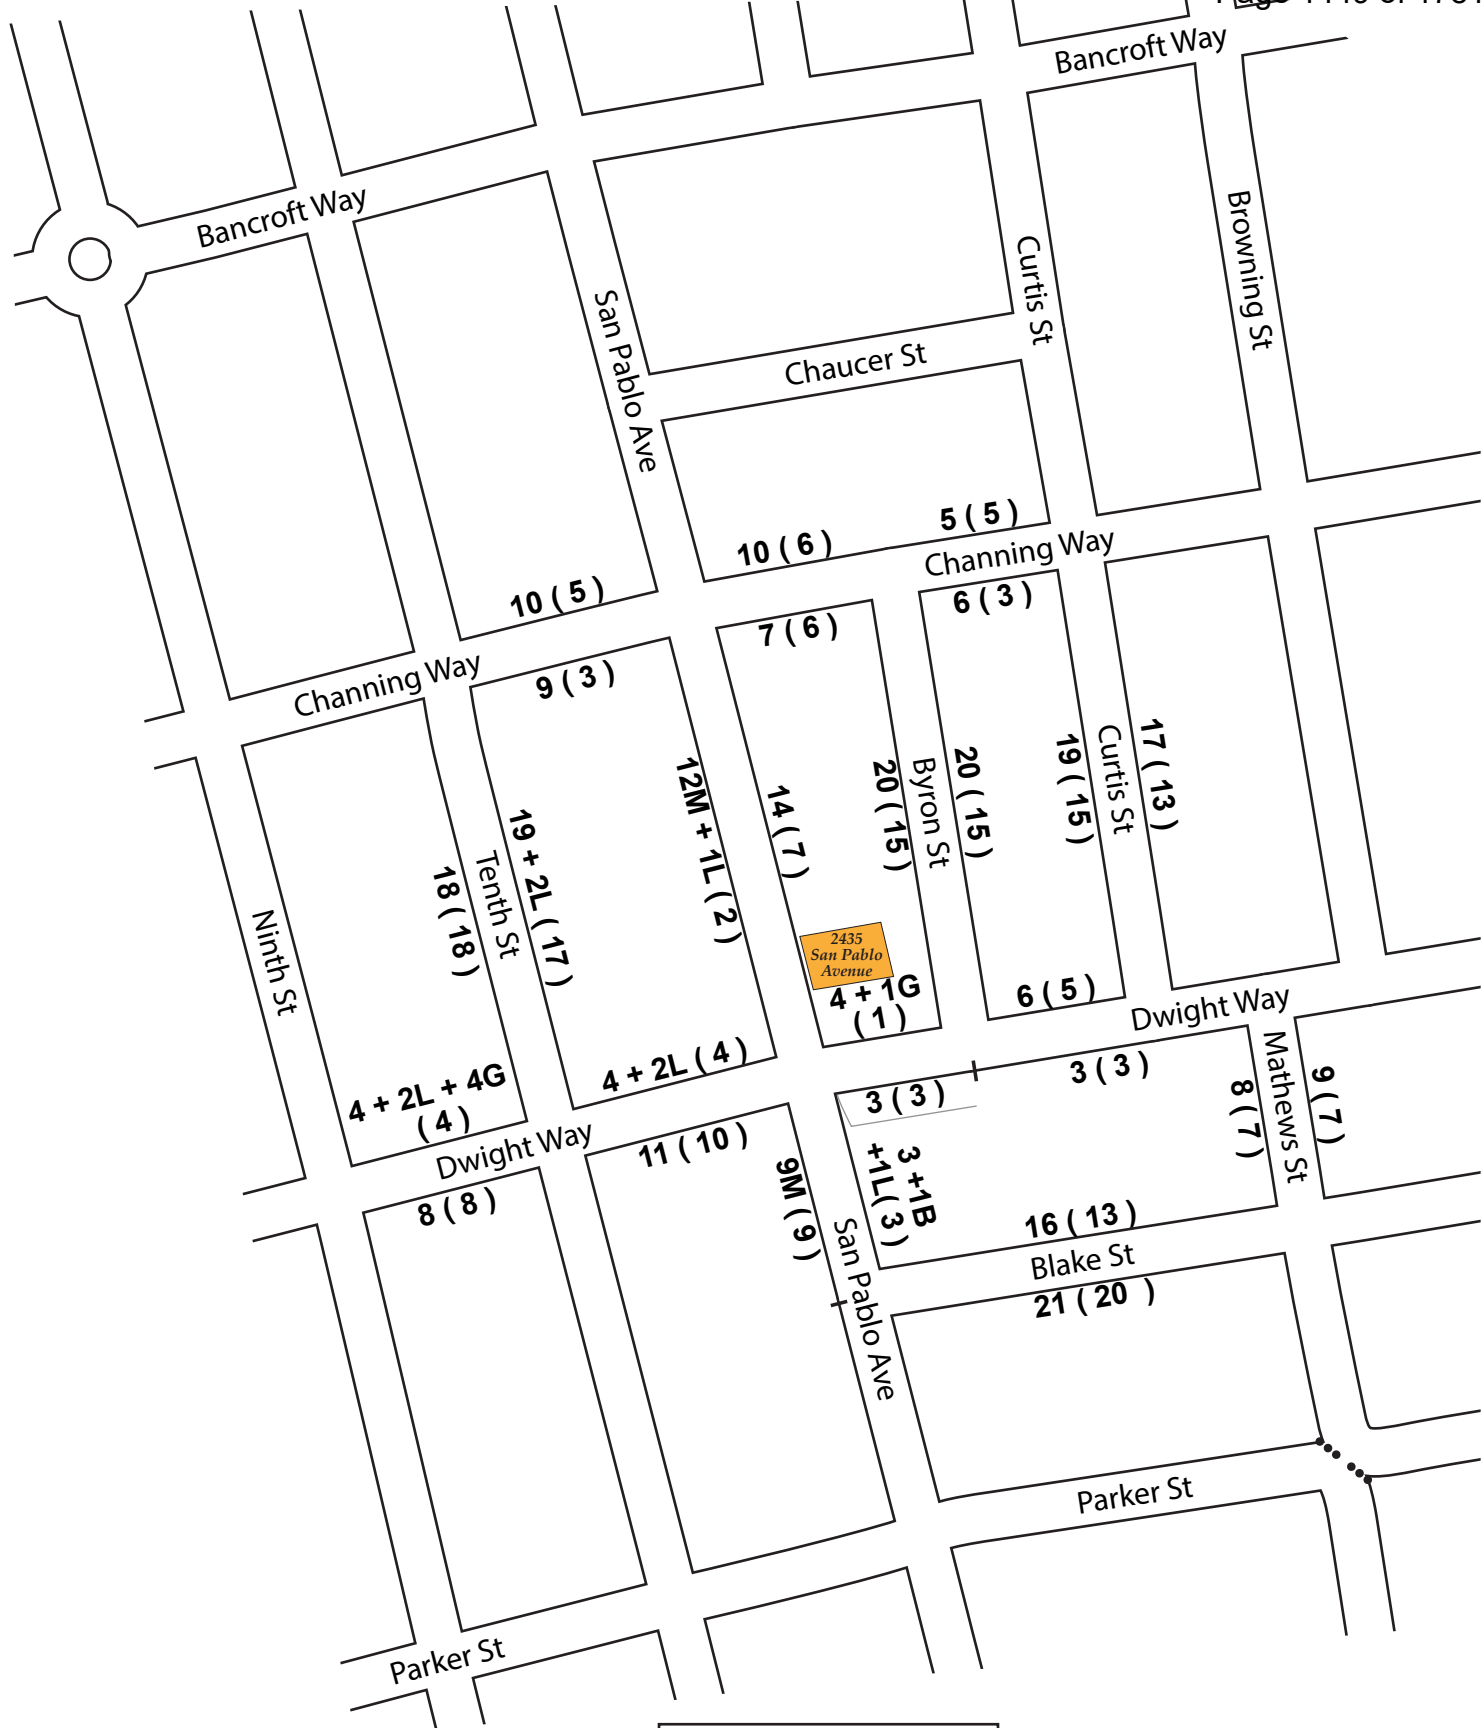 Bancroft Way
Bancroft Way
Browning St
Curtis St
San Pablo Ave
Chaucer St
5 ( 5 )
10 ( 6 )
Channing Way
10 ( 5 )
6 ( 3 )
7 ( 6 )
Channing Way
9 ( 3 )
12M + 1L ( 2 )
14 ( 7 )
20 ( 15 )
Byron St
20 ( 15 )
19 ( 15 )
Curtis St
17 ( 13 )
19 + 2L ( 17 )
Tenth St
18 ( 18 )
Ninth St
2435
San Pablo
Avenue
4 + 1G
( 1 )
6 ( 5 )
Dwight Way
4 + 2L ( 4 )
4 + 2L + 4G
( 4 )
3 ( 3 )
3 ( 3 )
8 ( 7 )
Mathews St
9 ( 7 )
Dwight Way
11 ( 10 )
9M ( 9 )
3 +1B
+1L( 3 )
8 ( 8 )
16 ( 13 )
Blake St
21 ( 20 )
San Pablo Ave
Parker St
Parker St